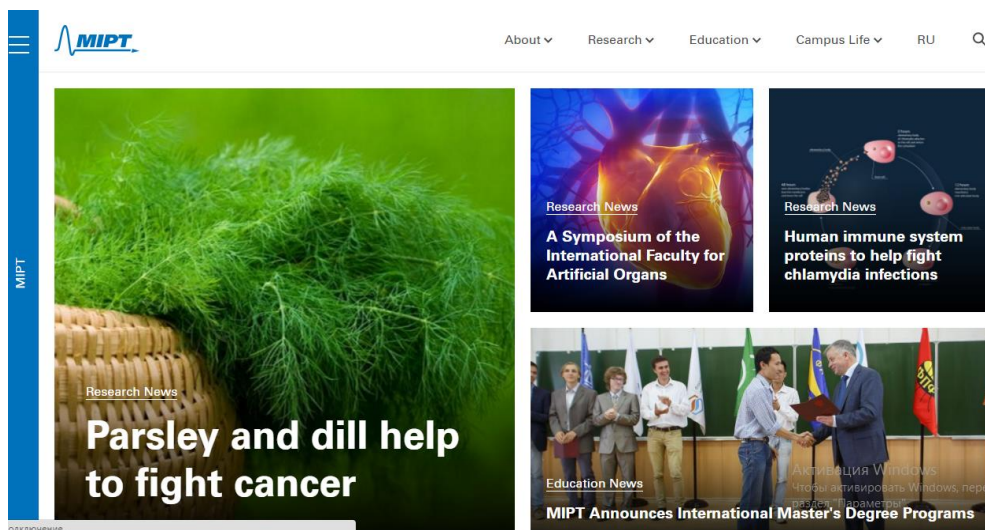 MIPT
About
Research
Education
Campus Life
RU
MIPT
Research News
Parsley and dill help
to fight cancer
Research News
A Symposium of the
International Faculty for
Artificial Organs
Research News
Human immune system
proteins to help fight
chlamydia infections
Education News
MIPT Announces International Master's Degree Programs
Активация Windows
Чтобы активировать Windows, пере
раздел "Параметры".